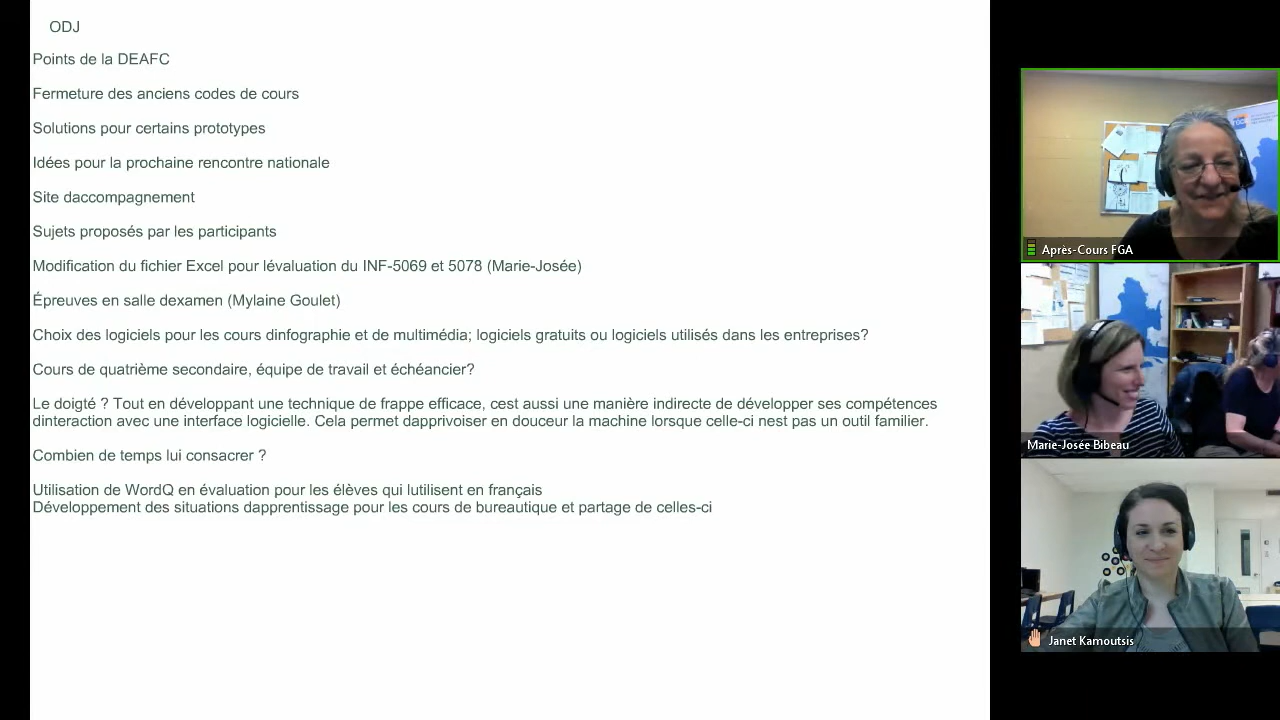 ODJ
Points de la DEAFC
Fermeture des anciens codes de cours
Solutions pour certains prototypes
Idées pour la prochaine rencontre nationale
Site daccompagnement
Sujets proposés par les participants
Modification du fichier Excel pour lévaluation du INF-5069 et 5078 (Marie-Josée)
Épreuves en salle dexamen (Mylaine Goulet)
Choix des logiciels pour les cours dinfographie et de multimédia; logiciels gratuits ou logiciels utilisés dans les entreprises?
Cours de quatrième secondaire, équipe de travail et échéancier?
Le doigté ? Tout en développant une technique de frappe efficace, cest aussi une manière indirecte de développer ses compétences
dinteraction avec une interface logicielle. Cela permet dapprivoiser en douceur la machine lorsque celle-ci nest pas un outil familier.
Combien de temps lui consacrer ?
Utilisation de WordQ en évaluation pour les élèves qui lutilisent en français
Développement des situations dapprentissage pour les cours de bureautique et partage de celles-ci
Après-Cours FGA
Marie-Josée Bibeau
Janet Kamoutsis